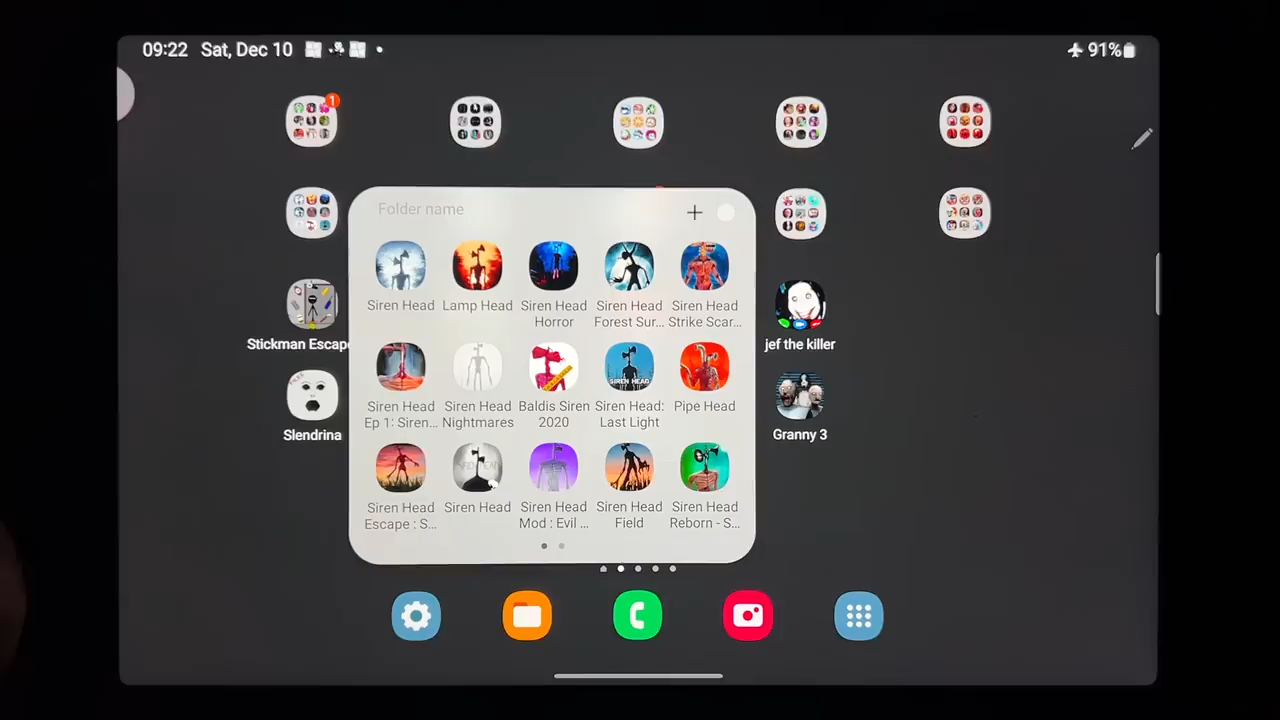 09:22 Sat, Dec 10
91%
1
Folder name
Siren Head
Lamp Head
Siren Head
Horror
Siren Head
Forest Sur...
Siren Head
Strike Scar...
Siren Head
Ep 1: Siren...
Siren Head
Nightmares
Baldis Siren
2020
SIREN HEAD
Siren Head:
Last Light
Pipe Head
Siren Head
Escape : S...
Siren Head
Siren Head
Mod : Evil ...
Siren Head
Field
Siren Head
Reborn - S...
Stickman Escape
Slendrina
jef the killer
Granny 3